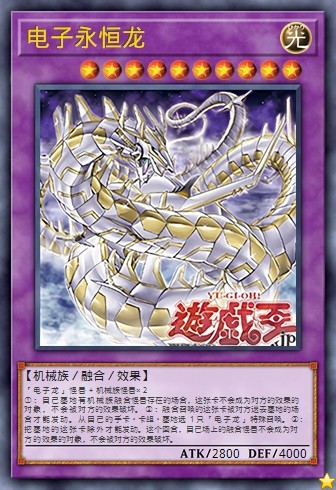 电子永恒龙
光
YU-GI-OH!
遊戯王
.jp
【机械族／融合／效果】
「电子龙」怪兽＋机械族怪兽×2
①：自己墓地有机械族融合怪兽存在的场合，这张卡不会成为对方的效果
的对象，不会被对方的效果破坏。②：融合召唤的这张卡被对方送去墓地的场
合才能发动。从自己的手卡·卡组·墓地选1只「电子龙」特殊召唤。③：
把墓地的这张卡除外才能发动。这个回合，自己场上的融合怪兽不会成为对
方的效果的对象，不会被对方的效果破坏。
ATK/2800 DEF/4000